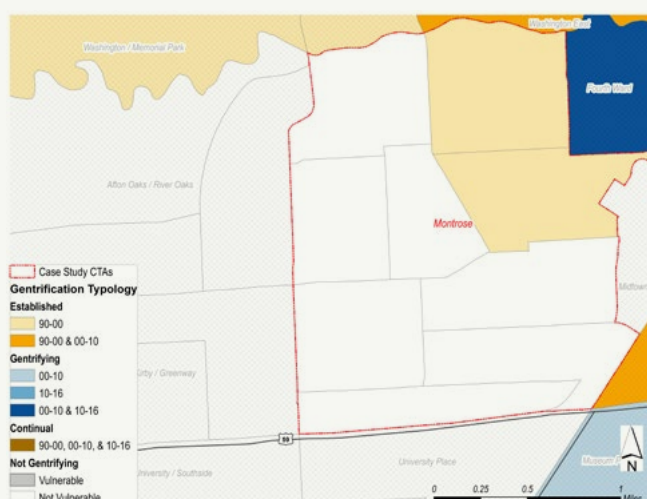 Washington / Memorial Park
Washington East
Fourth Ward
Afton Oaks / River Oaks
Montrose
Midtown
Case Study CTAs
Gentrification Typology
Established
90-00
90-00 & 00-10
Gentrifying
00-10
10-16
00-10 & 10-16
Continual
90-00, 00-10, & 10-16
Not Gentrifying
Vulnerable
Not Vulnerable
irby / Greenway
59
University / Southside
University Place
Museum
N
0 0.25 0.5 1
Miles